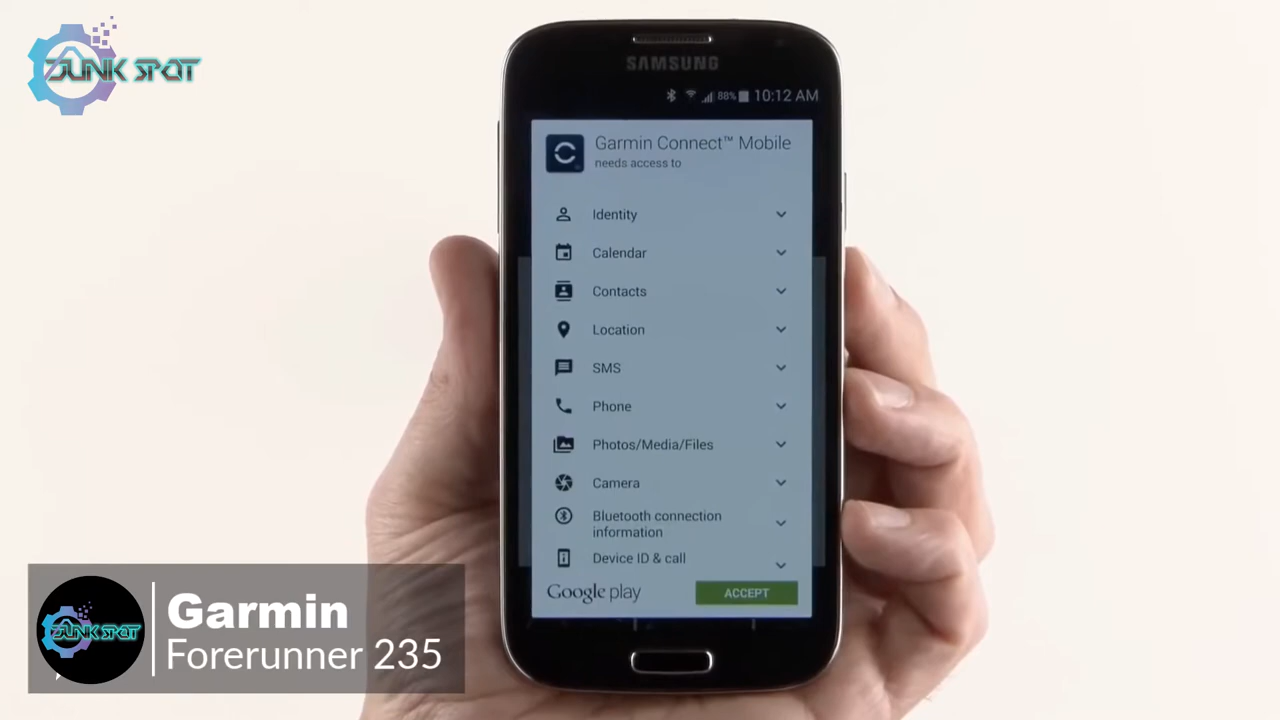 JUNK SPOT
SAMSUNG
88% 10:12 AM
Garmin Connect™ Mobile
needs access to
Identity
Calendar
Contacts
Location
SMS
Phone
Photos/Media/Files
Camera
Bluetooth connection
information
Device ID & call
Google play
ACCEPT
JUNK SPOT
Garmin
Forerunner 235